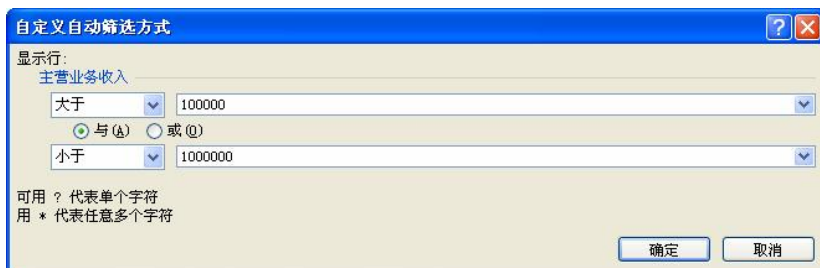 自定义自动筛选方式
显示行:
主营业务收入
大于 100000
与(A) 或(O)
小于 1000000
可用 ? 代表单个字符
用 * 代表任意多个字符
确定 取消